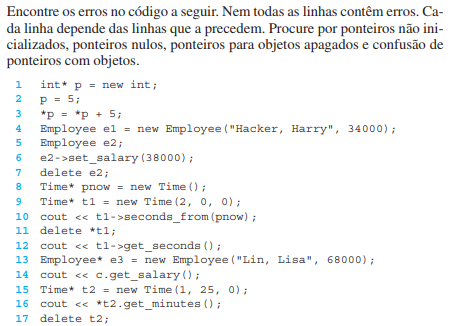 Encontre os erros no código a seguir. Nem todas as linhas contêm erros. Ca-
da linha depende das linhas que a precedem. Procure por ponteiros não ini-
cializados, ponteiros nulos, ponteiros para objetos apagados e confusão de
ponteiros com objetos.
1 int* p = new int;
2 p = 5;
3 *p = *p + 5;
4 Employee e1 = new Employee("Hacker, Harry", 34000);
5 Employee e2;
6 e2->set_salary(38000);
7 delete e2;
8 Time* pnow = new Time();
9 Time* t1 = new Time(2, 0, 0);
10 cout << t1->seconds_from(pnow);
11 delete *t1;
12 cout << t1->get_seconds();
13 Employee* e3 = new Employee("Lin, Lisa", 68000);
14 cout << c.get_salary();
15 Time* t2 = new Time(1, 25, 0);
16 cout << *t2.get_minutes();
17 delete t2;